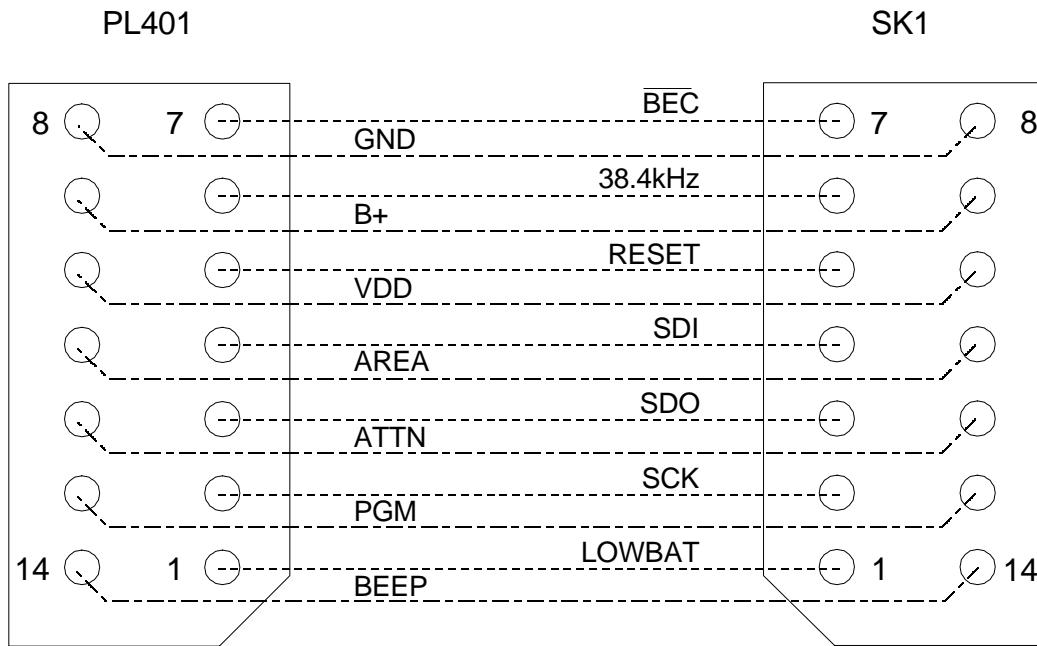 PL401 SK1
8 7 B̅E̅C̅ 7 8
GND
38.4kHz
B+
RESET
VDD
SDI
AREA
SDO
ATTN
SCK
PGM
14 1 LOWBAT 1 14
BEEP